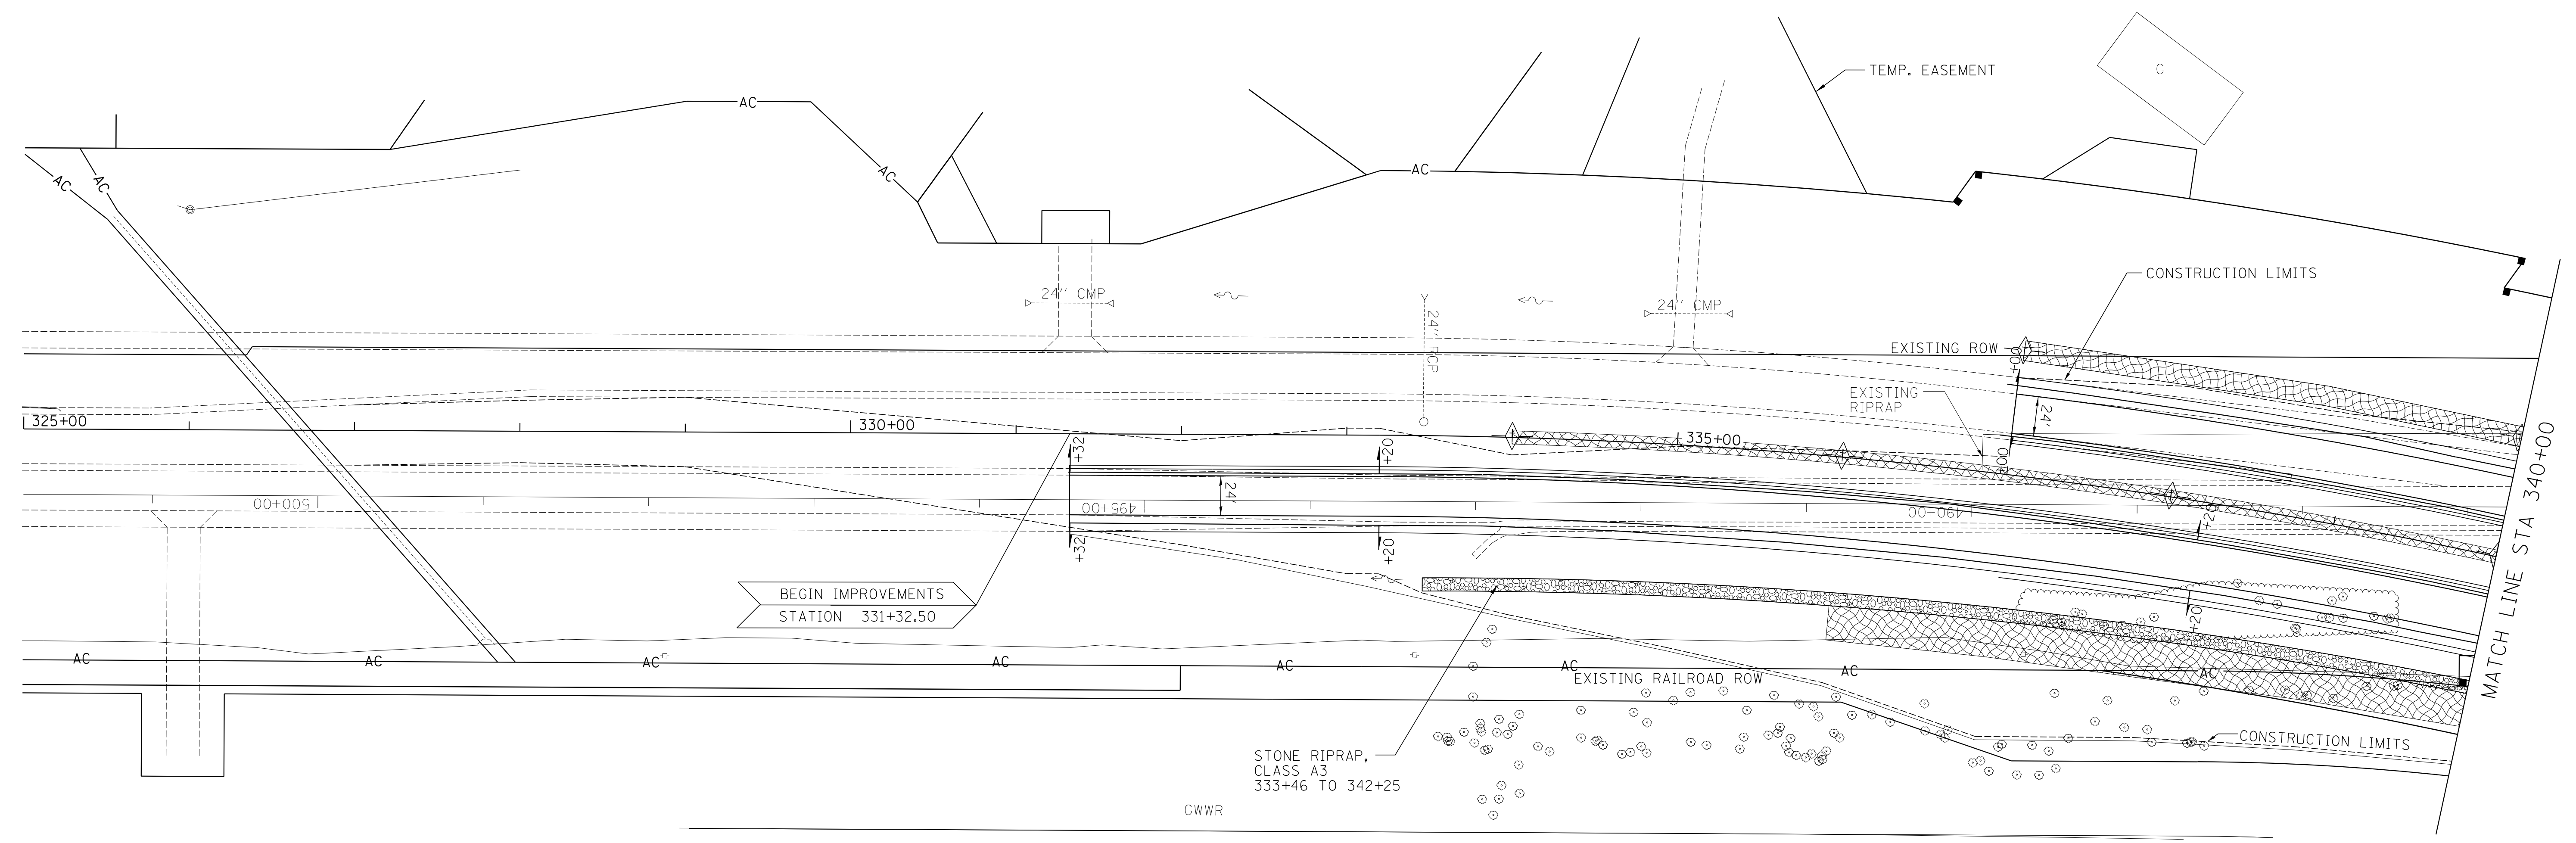 TEMP. EASEMENT
G
AC
AC
AC
AC
AC
CONSTRUCTION LIMITS
24'' CMP
24'' CMP
24'' RCP
EXISTING ROW
+00
EXISTING
RIPRAP
24'
325+00
330+00
335+00
+32
+20
+00
24'
500+00
495+00
490+00
+20
+32
+20
+20
BEGIN IMPROVEMENTS
STATION 331+32.50
MATCH LINE STA 340+00
AC
AC
AC
AC
AC
AC
AC
AC
EXISTING RAILROAD ROW
CONSTRUCTION LIMITS
STONE RIPRAP,
CLASS A3
333+46 TO 342+25
GWWR